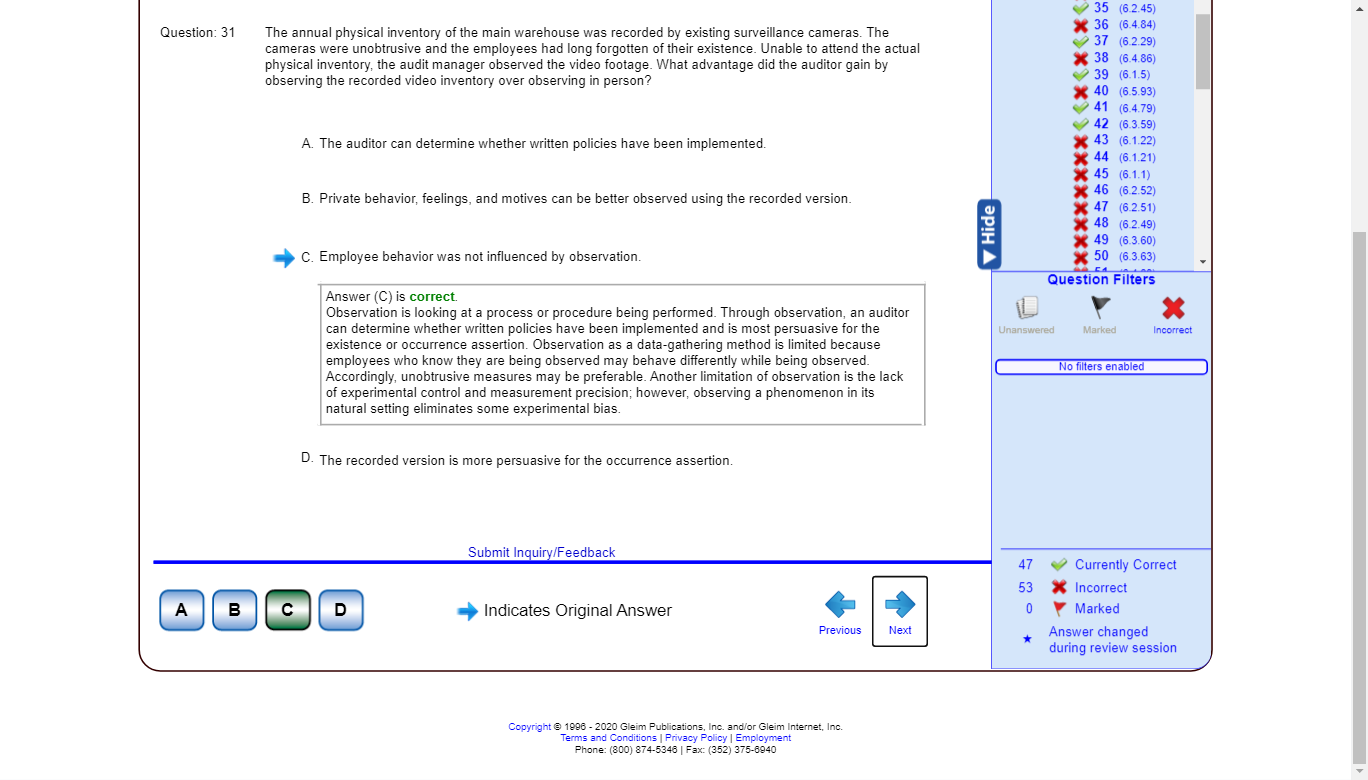 Question: 31
The annual physical inventory of the main warehouse was recorded by existing surveillance cameras. The
cameras were unobtrusive and the employees had long forgotten of their existence. Unable to attend the actual
physical inventory, the audit manager observed the video footage. What advantage did the auditor gain by
observing the recorded video inventory over observing in person?
A. The auditor can determine whether written policies have been implemented.
B. Private behavior, feelings, and motives can be better observed using the recorded version.
C. Employee behavior was not influenced by observation.
Answer (C) is correct.
Observation is looking at a process or procedure being performed. Through observation, an auditor
can determine whether written policies have been implemented and is most persuasive for the
existence or occurrence assertion. Observation as a data-gathering method is limited because
employees who know they are being observed may behave differently while being observed.
Accordingly, unobtrusive measures may be preferable. Another limitation of observation is the lack
of experimental control and measurement precision; however, observing a phenomenon in its
natural setting eliminates some experimental bias.
D. The recorded version is more persuasive for the occurrence assertion.
Submit Inquiry/Feedback
A B C D
Indicates Original Answer
Previous
Next
35 (6.2.45)
36 (6.4.84)
37 (6.2.29)
38 (6.4.86)
39 (6.1.5)
40 (6.5.93)
41 (6.4.79)
42 (6.3.59)
43 (6.1.22)
44 (6.1.21)
45 (6.1.1)
46 (6.2.52)
47 (6.2.51)
48 (6.2.49)
49 (6.3.60)
50 (6.3.63)
Hide
Question Filters
Unanswered
Marked
Incorrect
No filters enabled
47 Currently Correct
53 Incorrect
0 Marked
Answer changed
during review session
Copyright © 1996 - 2020 Gleim Publications, Inc. and/or Gleim Internet, Inc.
Terms and Conditions | Privacy Policy | Employment
Phone: (800) 874-5346 | Fax: (352) 375-6940